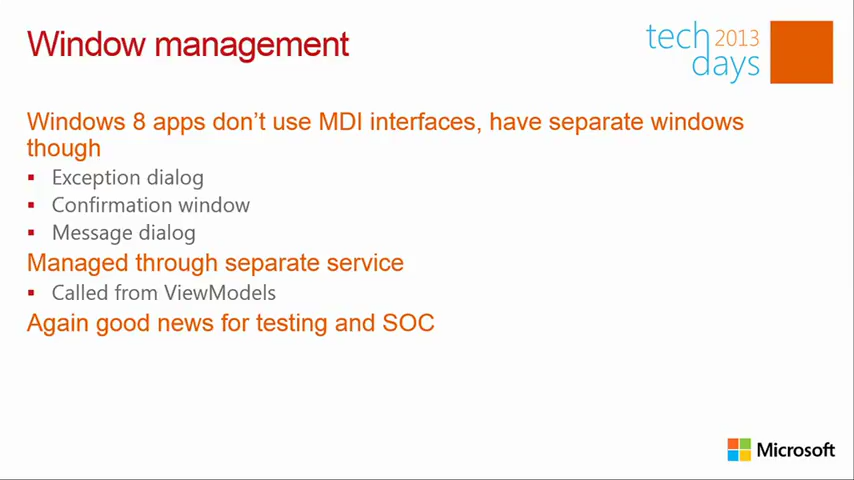 Window management
tech 2013
days
Windows 8 apps don't use MDI interfaces, have separate windows
though
▪ Exception dialog
▪ Confirmation window
▪ Message dialog
Managed through separate service
▪ Called from ViewModels
Again good news for testing and SOC
Microsoft